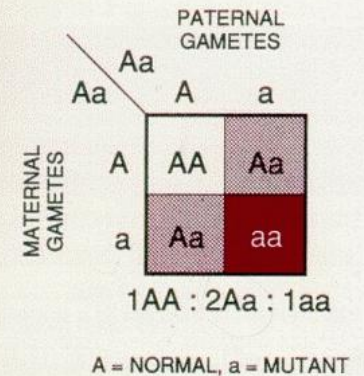 PATERNAL
GAMETES
Aa
Aa
A a
MATERNAL
GAMETES
A AA Aa
a Aa aa
1AA : 2Aa : 1aa
A = NORMAL, a = MUTANT